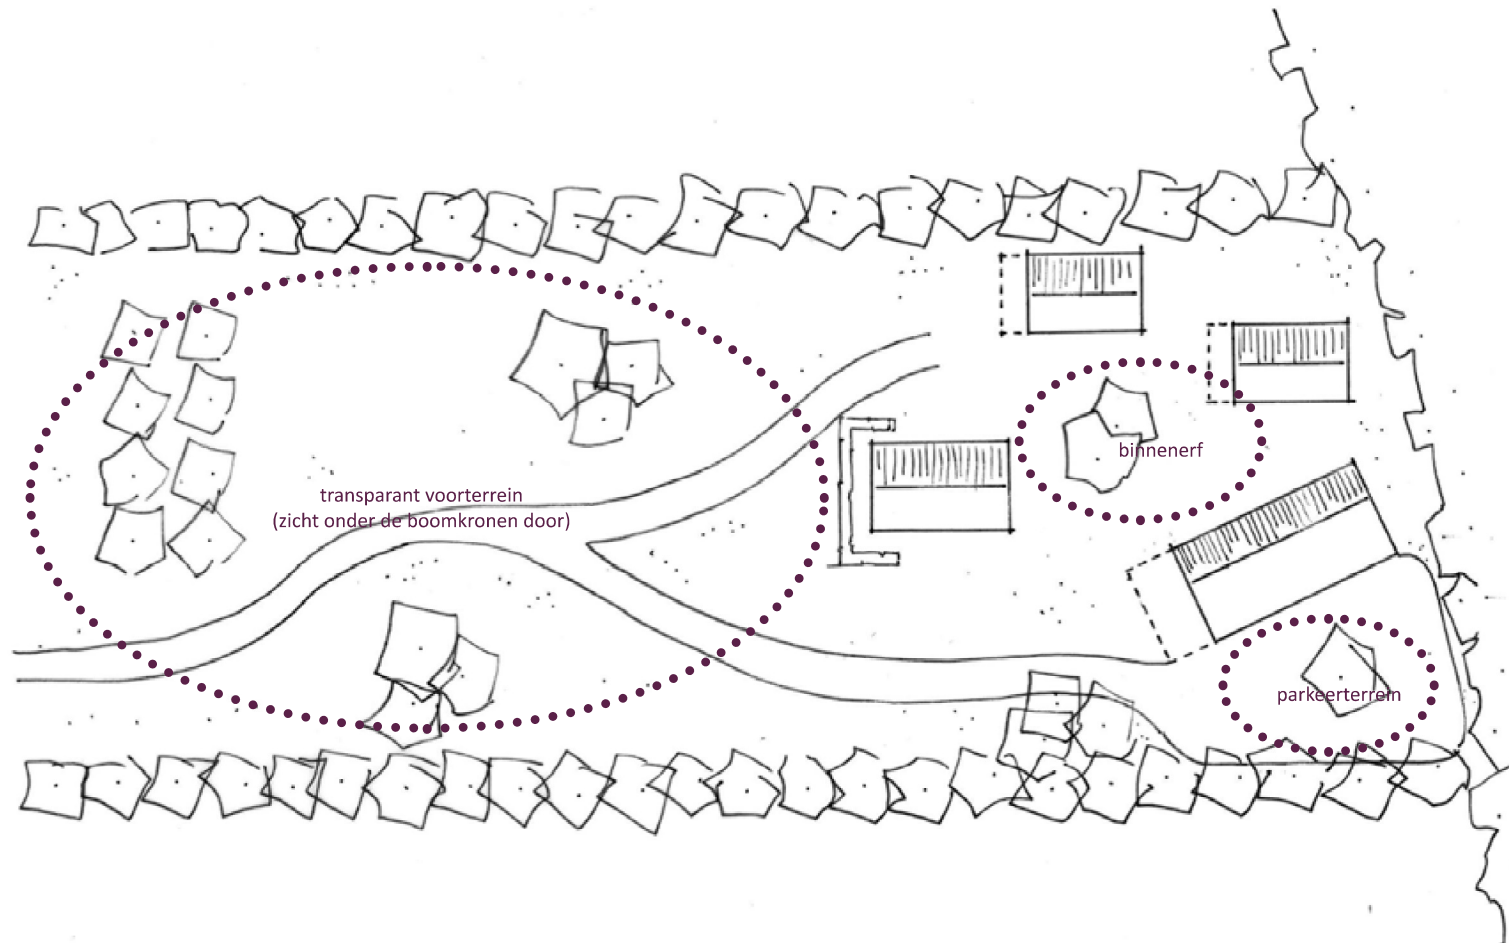 binnenerf
transparant voorterrein
(zicht onder de boomkronen door)
parkeerterrein